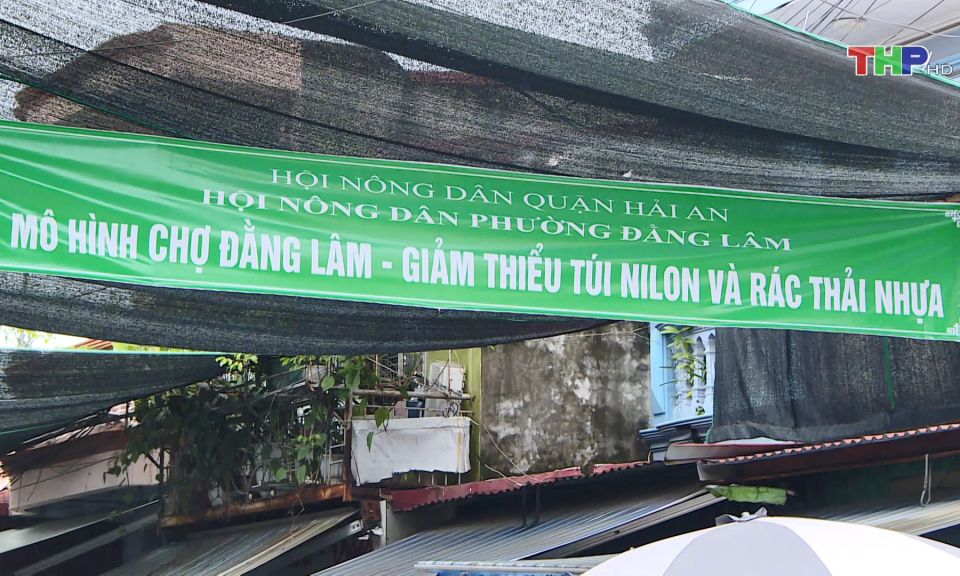 THP HD
HỘI NÔNG DÂN QUẬN HẢI AN
HỘI NÔNG DÂN PHƯỜNG ĐẰNG LÂM
MÔ HÌNH CHỢ ĐẰNG LÂM - GIẢM THIỂU TÚI NILON VÀ RÁC THẢI NHỰA